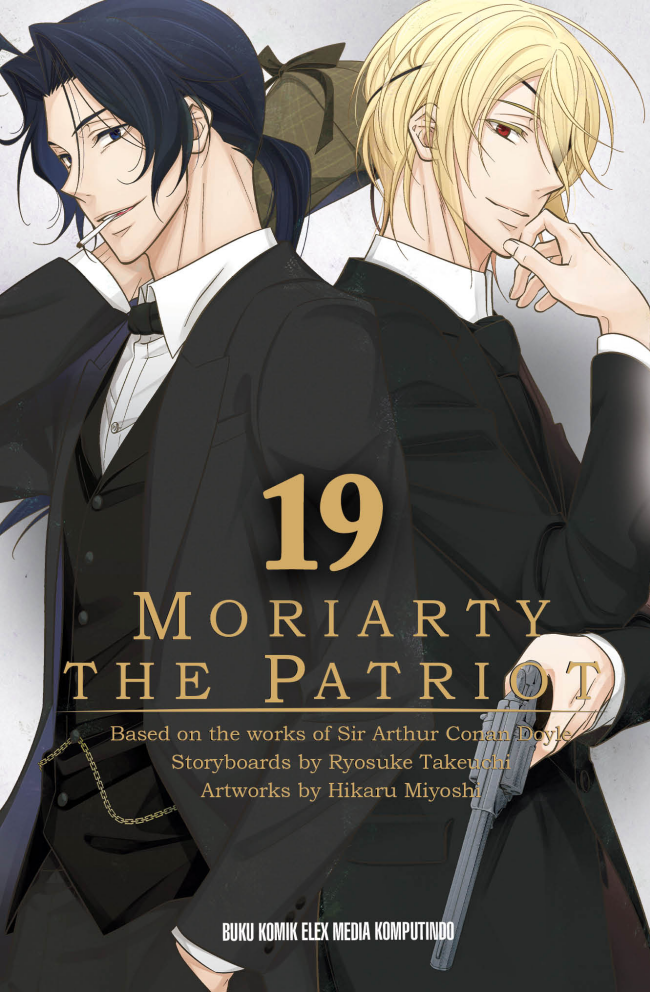 19
MORIARTY
THE PATRIOT
Based on the works of Sir Arthur Conan Doyle
Storyboards by Ryosuke Takeuchi
Artworks by Hikaru Miyoshi
BUKU KOMIK ELEX MEDIA KOMPUTINDO